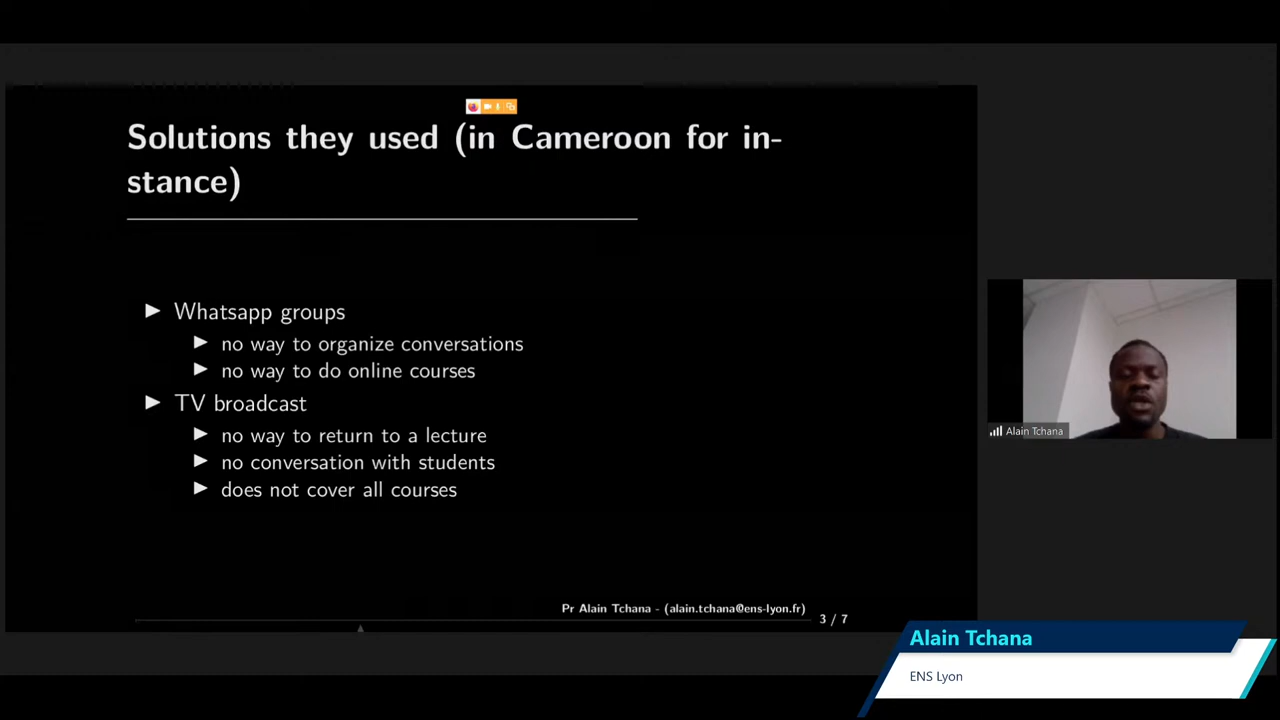 Solutions they used (in Cameroon for in-
stance)
Whatsapp groups
no way to organize conversations
no way to do online courses
TV broadcast
no way to return to a lecture
no conversation with students
does not cover all courses
Pr Alain Tchana - (alain.tchana@ens-lyon.fr)
3 / 7
Alain Tchana
Alain Tchana
ENS Lyon